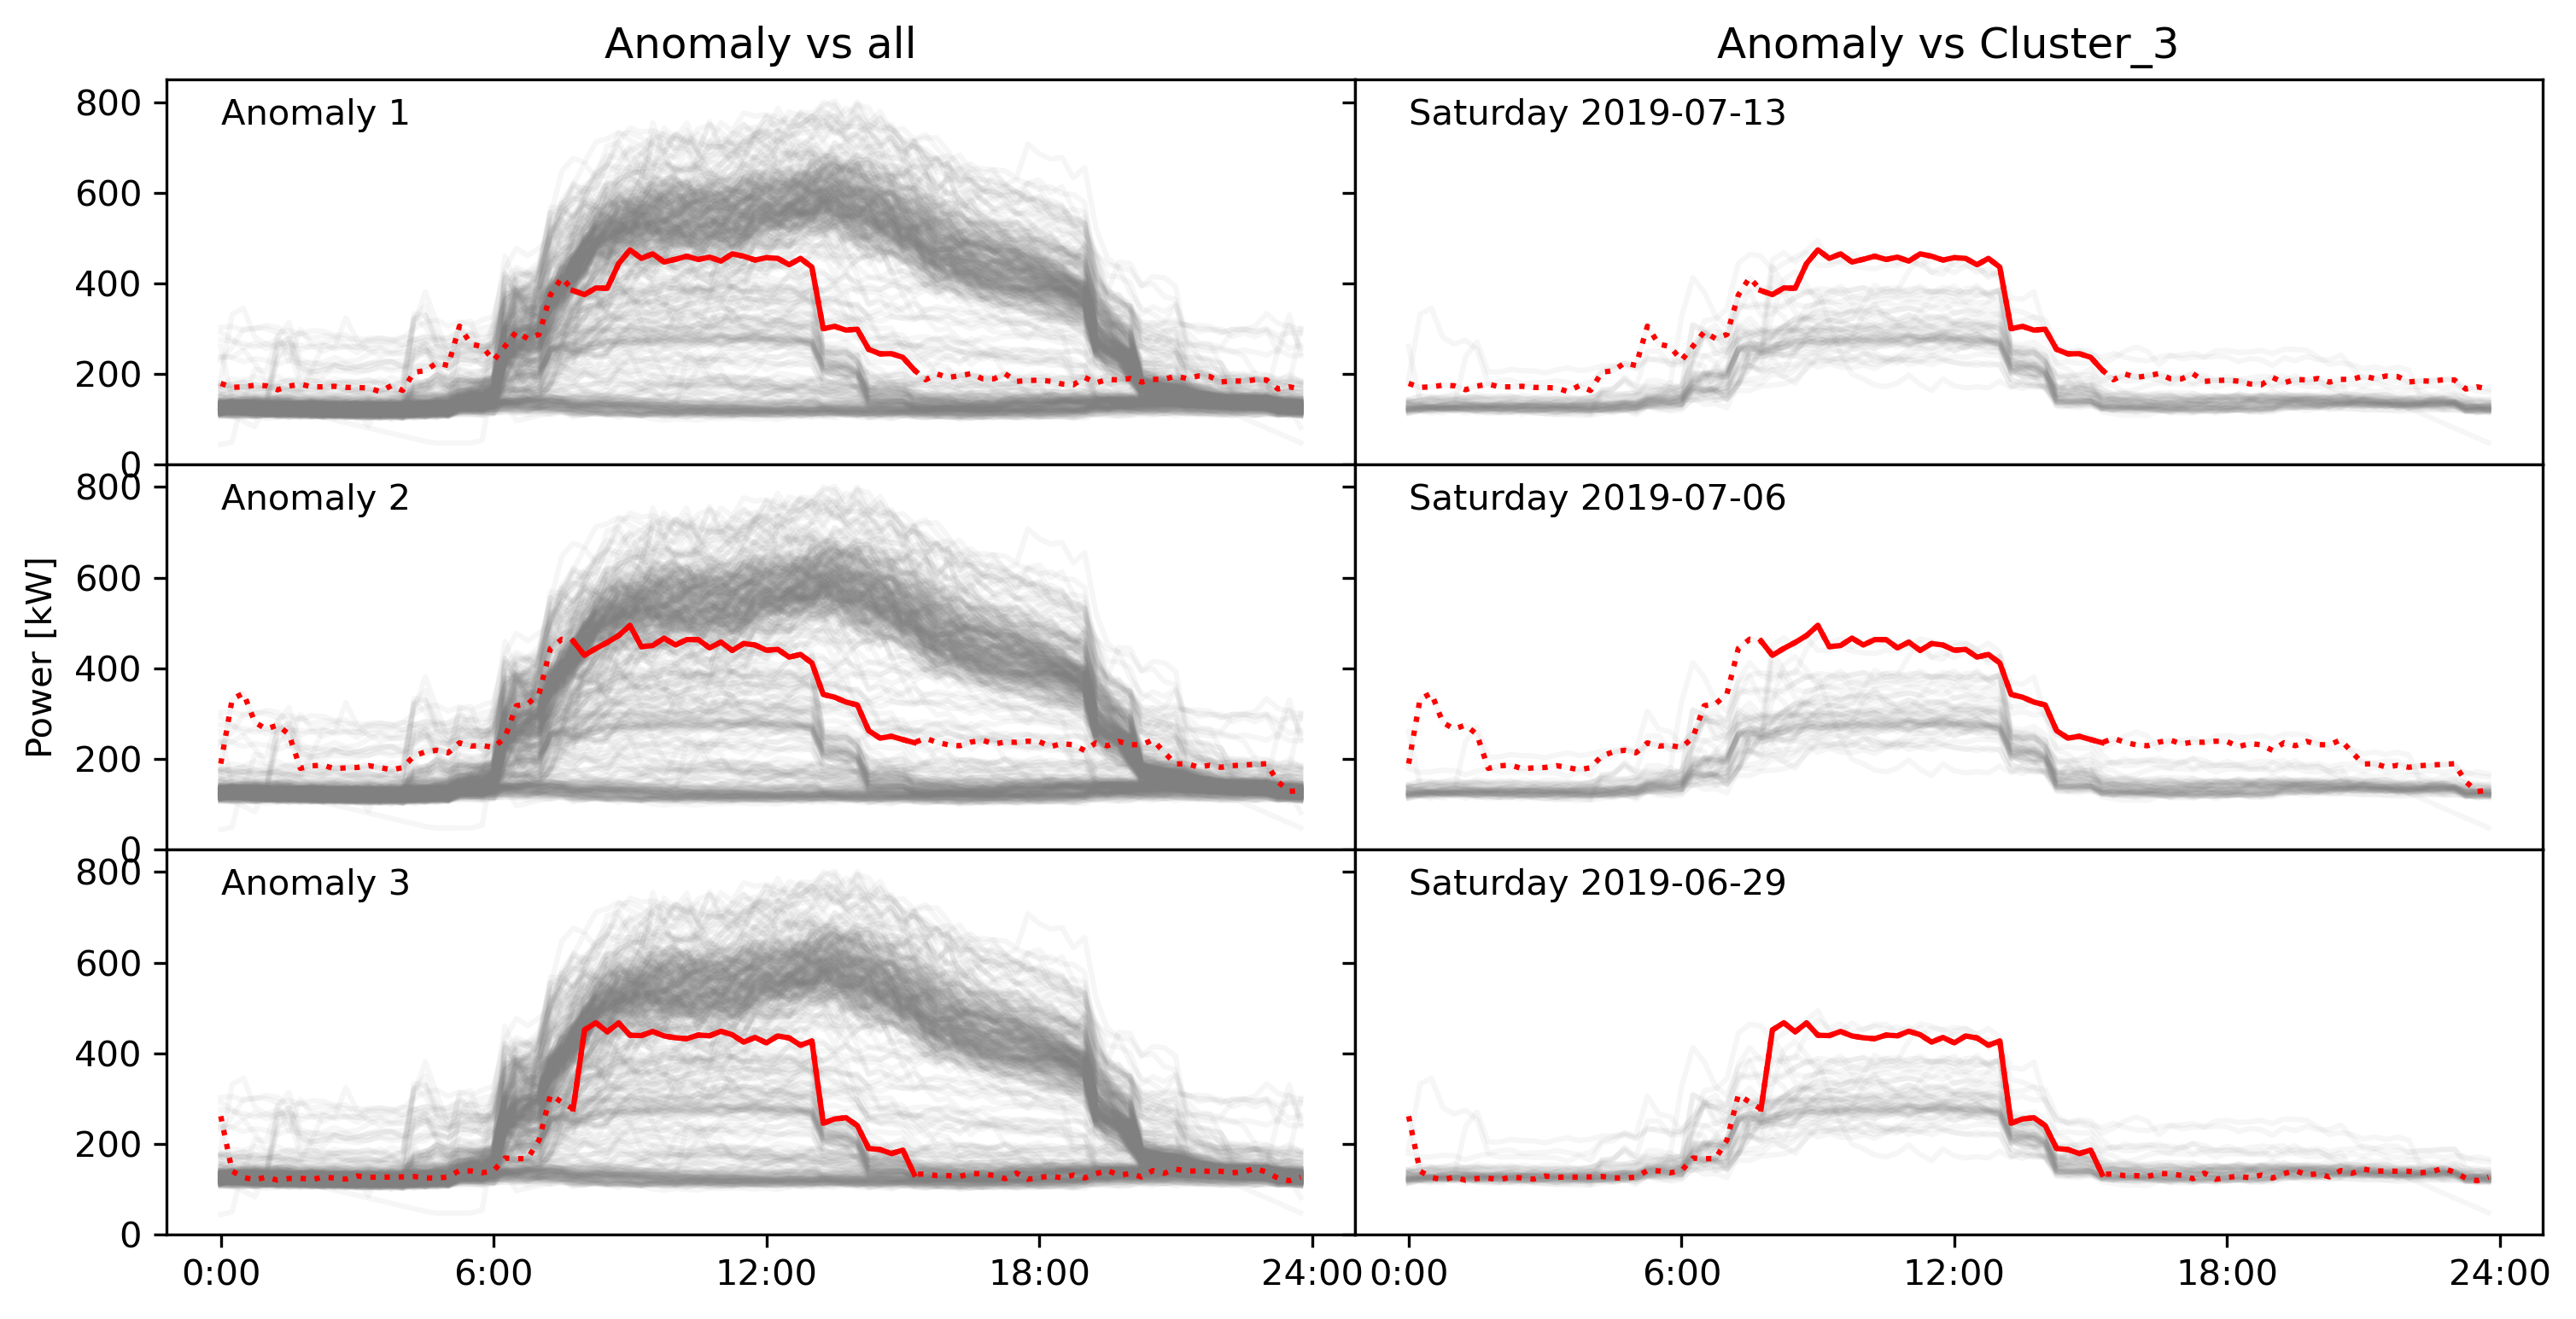 Anomaly vs all
Anomaly vs Cluster_3
800
600
400
200
0
Anomaly 1
Saturday 2019-07-13
Power [kW]
800
600
400
200
0
Anomaly 2
Saturday 2019-07-06
800
600
400
200
0
Anomaly 3
Saturday 2019-06-29
0:00 6:00 12:00 18:00 24:00
0:00 6:00 12:00 18:00 24:00